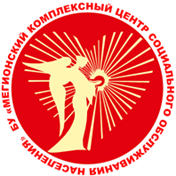 БУ «МЕГИОНСКИЙ КОМПЛЕКСНЫЙ ЦЕНТР СОЦИАЛЬНОГО ОБСЛУЖИВАНИЯ НАСЕЛЕНИЯ»